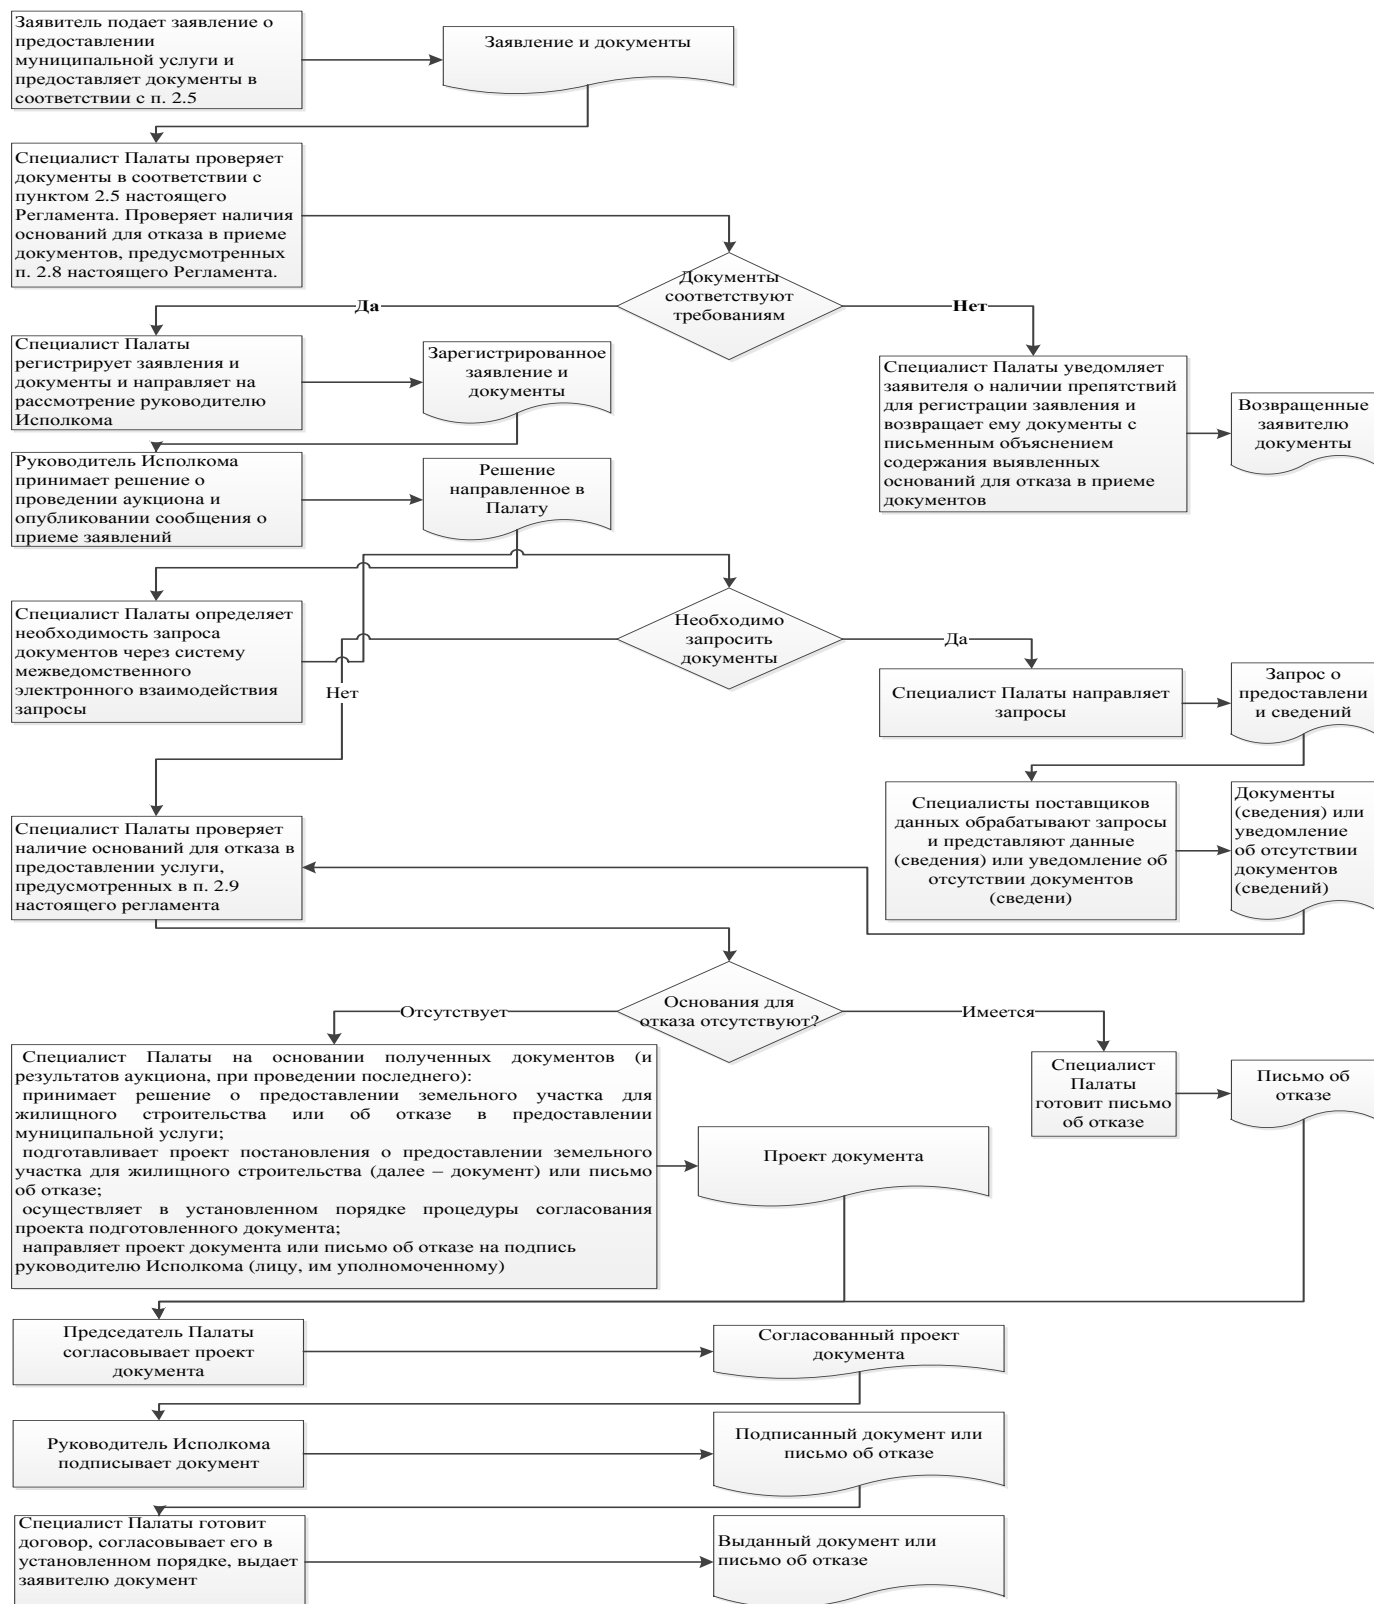 Заявитель подает заявление о
предоставлении
муниципальной услуги и
предоставляет документы в
соответствии с п. 2.5
Заявление и документы
Специалист Палаты проверяет
документы в соответствии с
пунктом 2.5 настоящего
Регламента. Проверяет наличия
оснований для отказа в приеме
документов, предусмотренных
п. 2.8 настоящего Регламента.
Документы
соответствуют
требованиям
Да
Нет
Специалист Палаты
регистрирует заявления и
документы и направляет на
рассмотрение руководителю
Исполкома
Зарегистрированное
заявление и
документы
Специалист Палаты уведомляет
заявителя о наличии препятствий
для регистрации заявления и
возвращает ему документы с
письменным объяснением
содержания выявленных
оснований для отказа в приеме
документов
Возвращенные
заявителю
документы
Руководитель Исполкома
принимает решение о
проведении аукциона и
опубликовании сообщения о
приеме заявлений
Решение
направленное в
Палату
Специалист Палаты определяет
необходимость запроса
документов через систему
межведомственного
электронного взаимодействия
запросы
Необходимо
запросить
документы
Да
Нет
Специалист Палаты направляет
запросы
Запрос о
предоставлени
и сведений
Специалисты поставщиков
данных обрабатывают запросы
и представляют данные
(сведения) или уведомление об
отсутствии документов
(сведени)
Документы
(сведения) или
уведомление
об отсутствии
документов
(сведений)
Специалист Палаты проверяет
наличие оснований для отказа в
предоставлении услуги,
предусмотренных в п. 2.9
настоящего регламента
Основания для
отказа отсутствуют?
Отсутствует
Имеется
Специалист Палаты на основании полученных документов (и
результатов аукциона, при проведении последнего):
принимает решение о предоставлении земельного участка для
жилищного строительства или об отказе в предоставлении
муниципальной услуги;
подготавливает проект постановления о предоставлении земельного
участка для жилищного строительства (далее – документ) или письмо
об отказе;
осуществляет в установленном порядке процедуры согласования
проекта подготовленного документа;
направляет проект документа или письмо об отказе на подпись
руководителю Исполкома (лицу, им уполномоченному)
Проект документа
Специалист
Палаты
готовит письмо
об отказе
Письмо об
отказе
Председатель Палаты
согласовывает проект
документа
Согласованный проект
документа
Руководитель Исполкома
подписывает документ
Подписанный документ или
письмо об отказе
Специалист Палаты готовит
договор, согласовывает его в
установленном порядке, выдает
заявителю документ
Выданный документ или
письмо об отказе